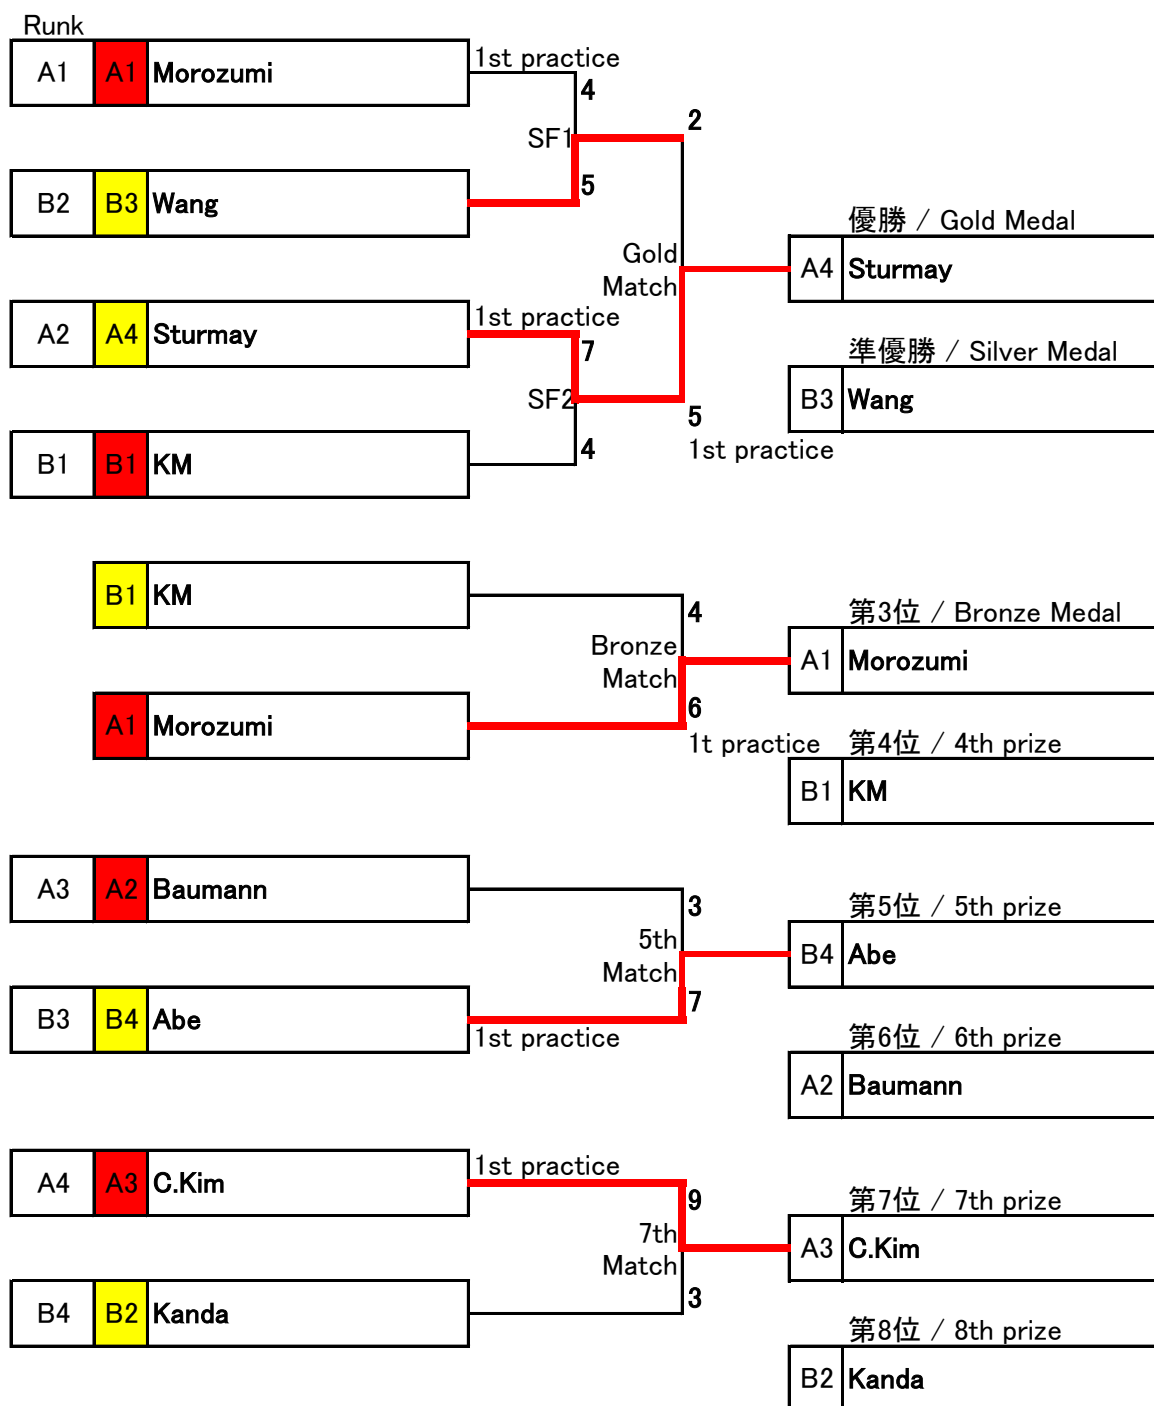 Runk
A1 A1 Morozumi
1st practice
4
2
SF1
B2 B3 Wang
5
優勝 / Gold Medal
Gold
Match
A4 Sturmay
A2 A4 Sturmay
1st practice
7
準優勝 / Silver Medal
SF2
B3 Wang
5
1st practice
B1 B1 KM
4
B1 KM
4
第3位 / Bronze Medal
Bronze
Match
A1 Morozumi
A1 Morozumi
6
1t practice
第4位 / 4th prize
B1 KM
A3 A2 Baumann
3
第5位 / 5th prize
5th
Match
B4 Abe
B3 B4 Abe
7
1st practice
第6位 / 6th prize
A2 Baumann
A4 A3 C.Kim
1st practice
9
第7位 / 7th prize
7th
Match
A3 C.Kim
B4 B2 Kanda
3
第8位 / 8th prize
B2 Kanda